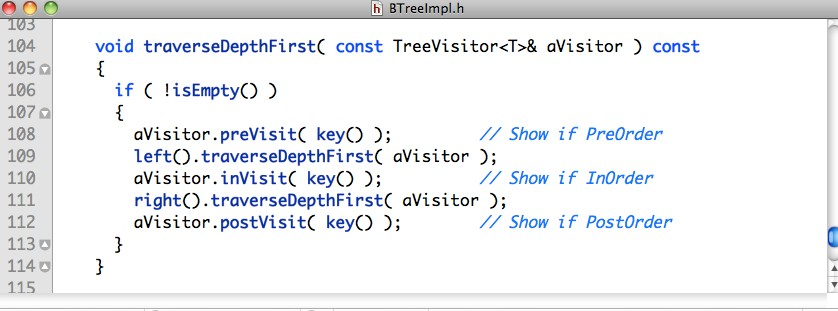 BTreeImpl.h
103
104 void traverseDepthFirst( const TreeVisitor<T>& aVisitor ) const
105 {
106 if ( !isEmpty() )
107 {
108 aVisitor.preVisit( key() ); // Show if PreOrder
109 left().traverseDepthFirst( aVisitor );
110 aVisitor.inVisit( key() ); // Show if InOrder
111 right().traverseDepthFirst( aVisitor );
112 aVisitor.postVisit( key() ); // Show if PostOrder
113 }
114 }
115